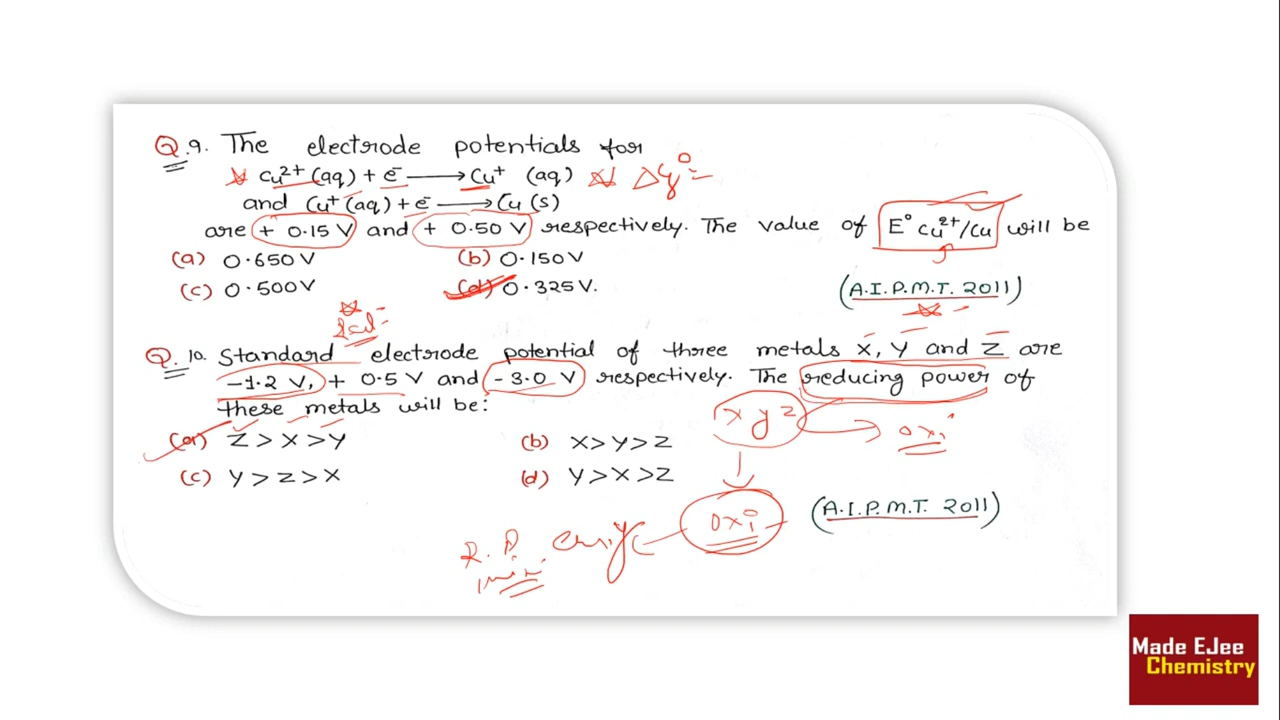 Q.9. The electrode potentials for
Cu²⁺ (aq) + e⁻ ⟶ Cu⁺ (aq) ΔG°=
and Cu⁺ (aq) + e⁻ ⟶ Cu (s)
are + 0.15 V and + 0.50 V respectively. The value of E° Cu²⁺/Cu will be
(a) 0.650 V (b) 0.150 V
(c) 0.500 V (d) 0.325 V.
(A.I.P.M.T. 2011)
Q. 10. Standard electrode potential of three metals X, Y and Z are
-1.2 V, + 0.5 V and - 3.0 V respectively. The reducing power of
these metals will be:
x y z
oxi
(a) Z > X > Y (b) X > Y > Z
(c) Y > Z > X (d) Y > X > Z
oxi
(A.I.P.M.T. 2011)
R.P.
Made EJee
Chemistry